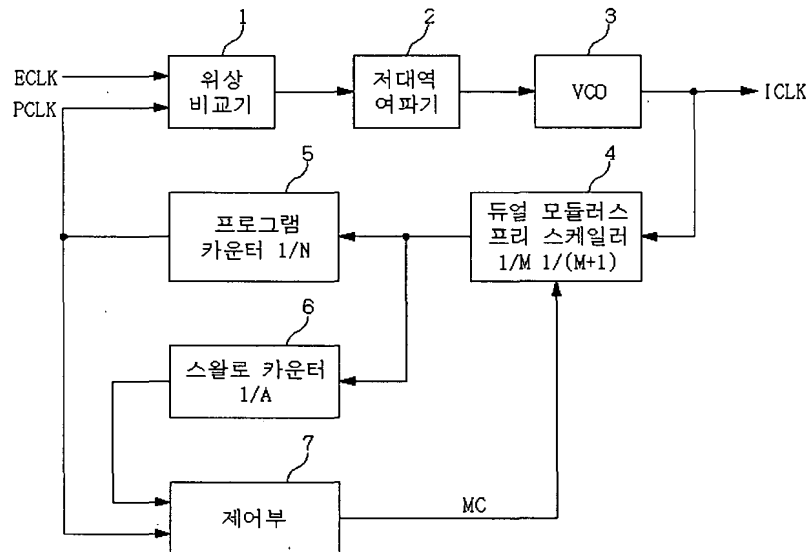 1
2
3
ECLK
PCLK
위상
비교기
저대역
여파기
VCO
ICLK
5
4
프로그램
카운터 1/N
듀얼 모듈러스
프리 스케일러
1/M 1/(M+1)
6
스왈로 카운터
1/A
7
제어부
MC